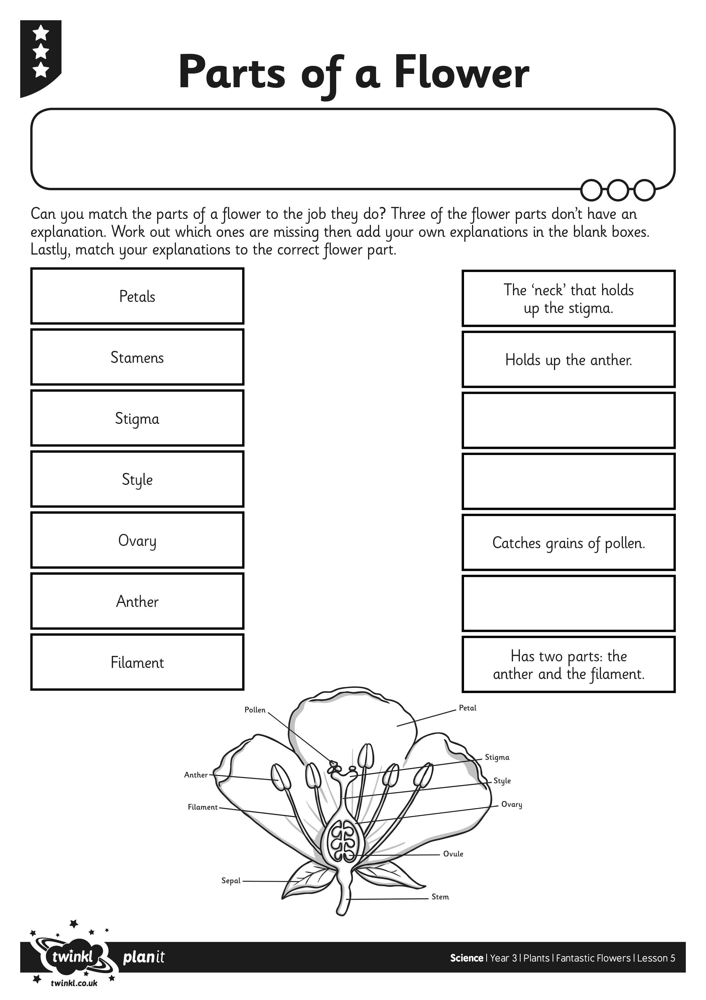 Parts of a Flower
Can you match the parts of a flower to the job they do? Three of the flower parts don’t have an
explanation. Work out which ones are missing then add your own explanations in the blank boxes.
Lastly, match your explanations to the correct flower part.
Petals
Stamens
Stigma
Style
Ovary
Anther
Filament
The ‘neck’ that holds
up the stigma.
Holds up the anther.
Catches grains of pollen.
Has two parts: the
anther and the filament.
Pollen
Petal
Stigma
Anther
Style
Filament
Ovary
Ovule
Sepal
Stem
twinkl
planit
twinkl.co.uk
Science | Year 3 | Plants | Fantastic Flowers | Lesson 5